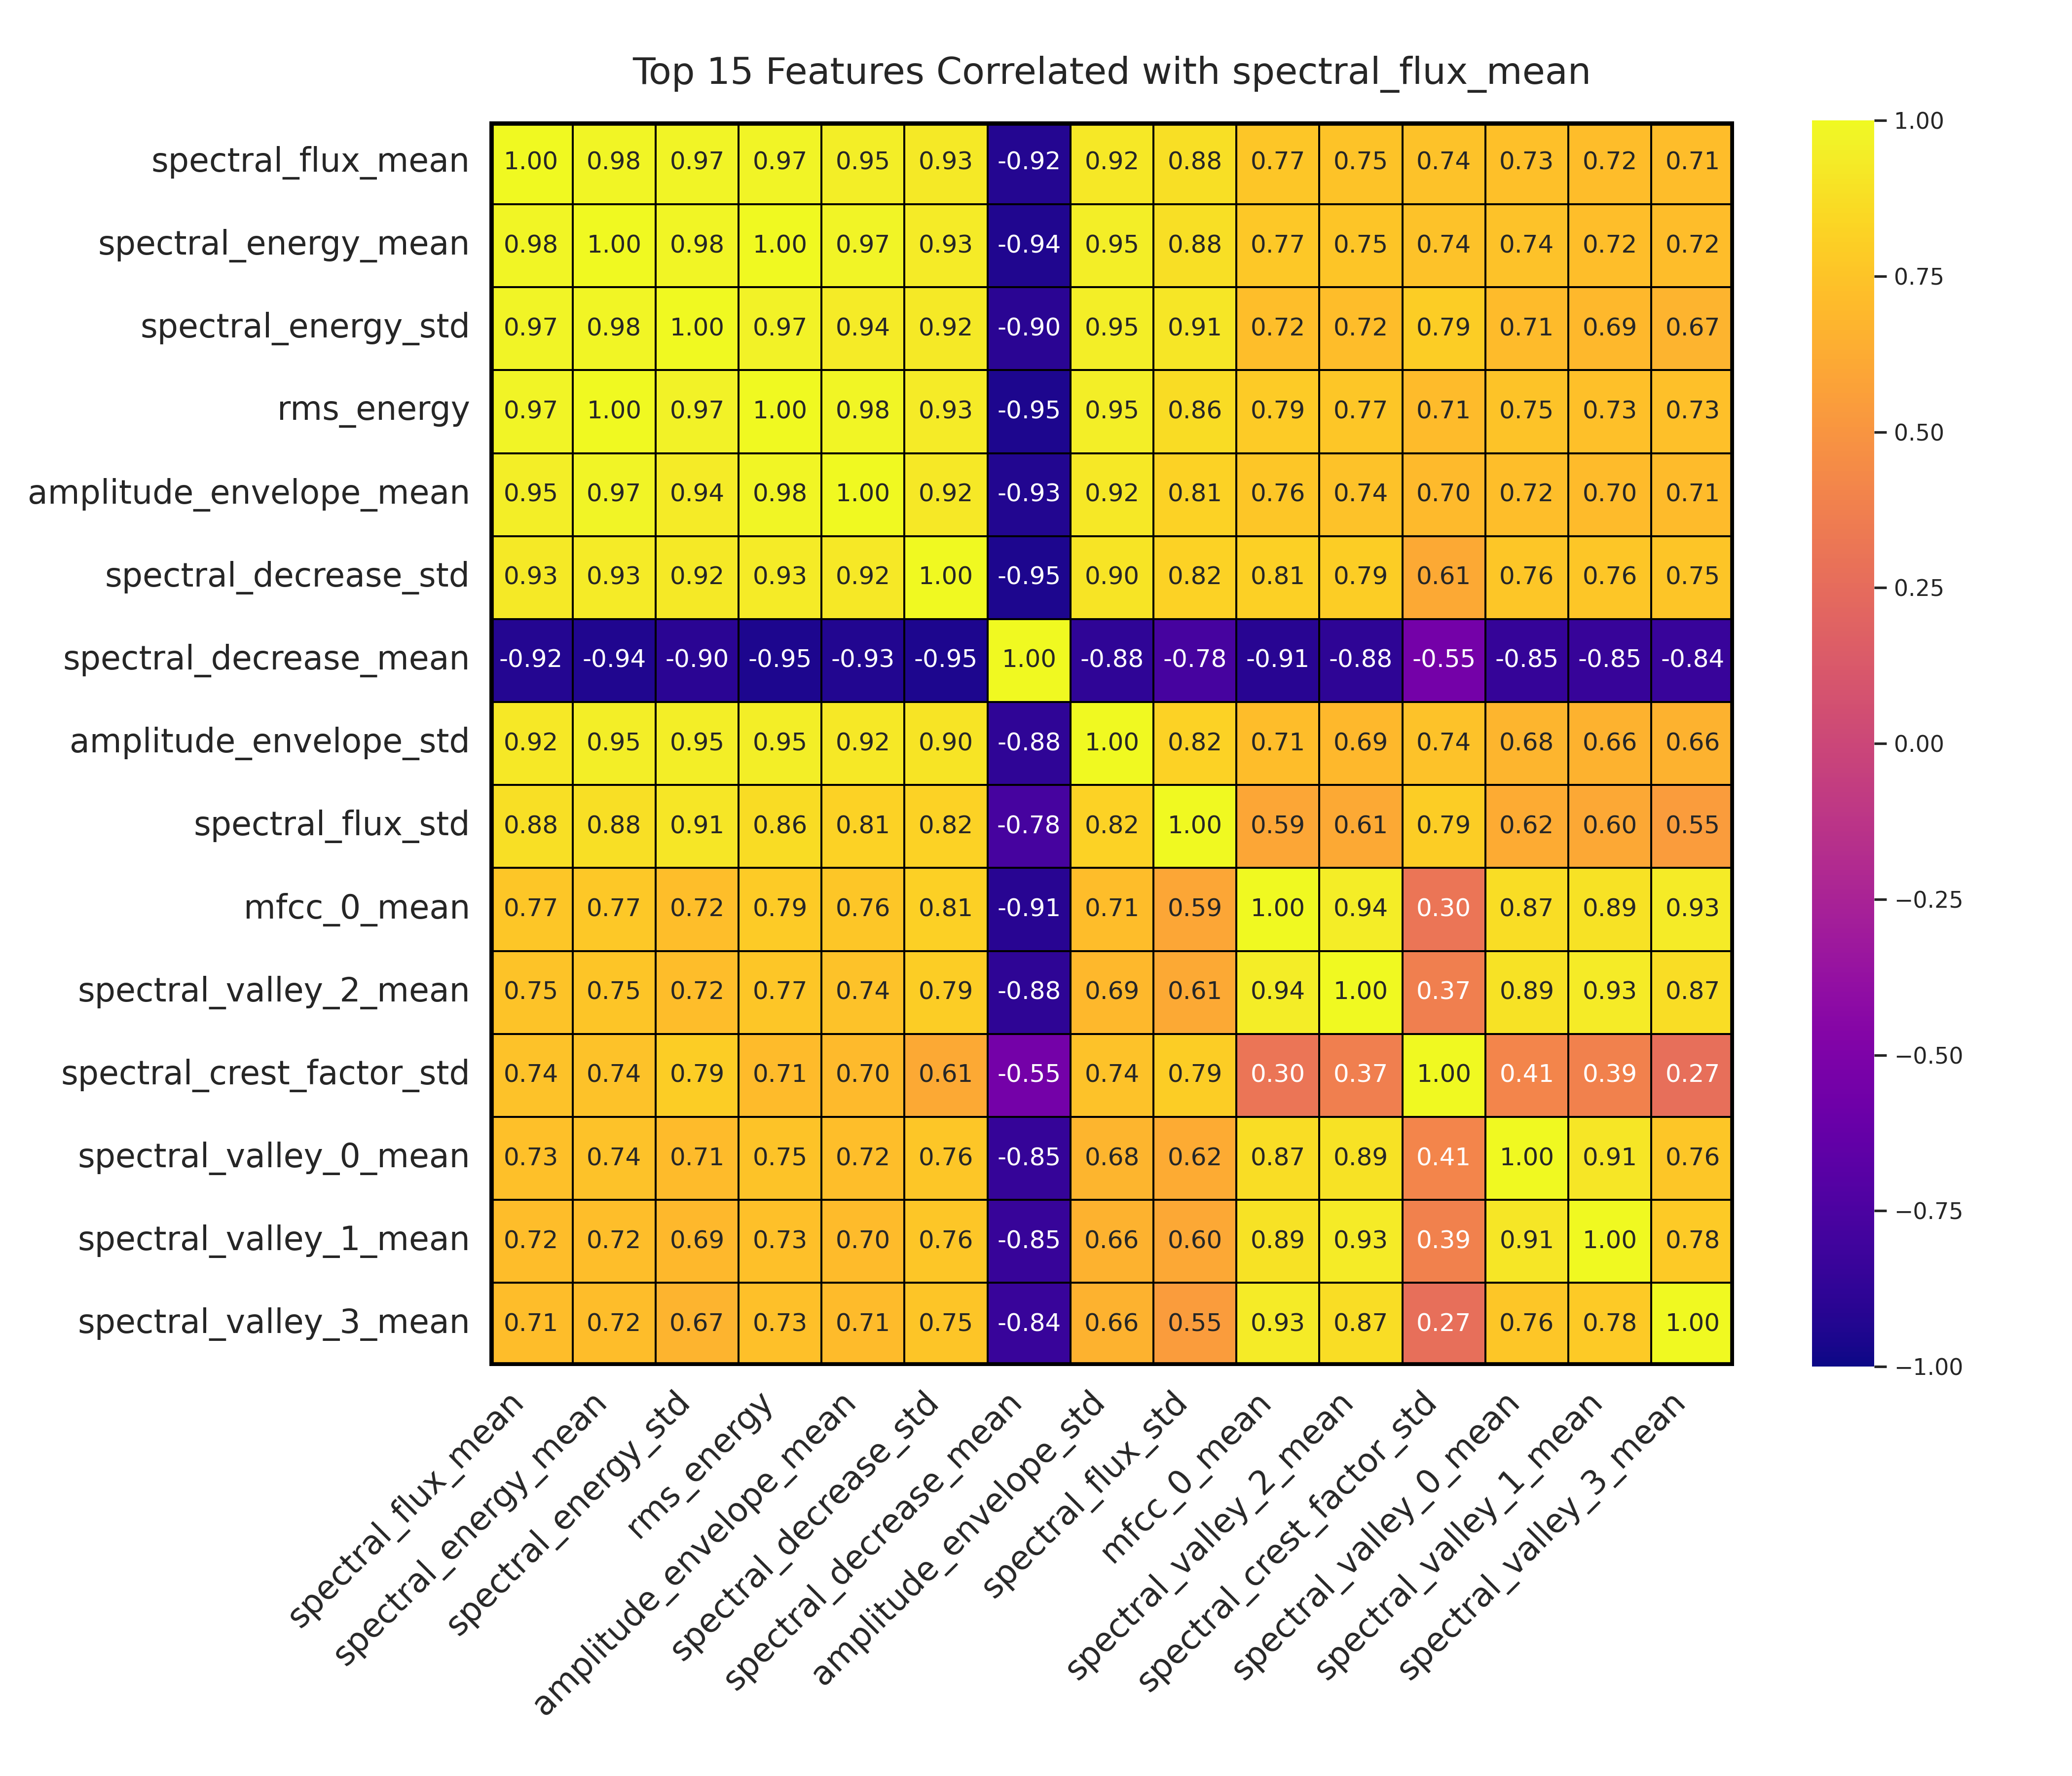 Top 15 Features Correlated with spectral_flux_mean
spectral_flux_mean 1.00 0.98 0.97 0.97 0.95 0.93 -0.92 0.92 0.88 0.77 0.75 0.74 0.73 0.72 0.71
spectral_energy_mean 0.98 1.00 0.98 1.00 0.97 0.93 -0.94 0.95 0.88 0.77 0.75 0.74 0.74 0.72 0.72
spectral_energy_std 0.97 0.98 1.00 0.97 0.94 0.92 -0.90 0.95 0.91 0.72 0.72 0.79 0.71 0.69 0.67
rms_energy 0.97 1.00 0.97 1.00 0.98 0.93 -0.95 0.95 0.86 0.79 0.77 0.71 0.75 0.73 0.73
amplitude_envelope_mean 0.95 0.97 0.94 0.98 1.00 0.92 -0.93 0.92 0.81 0.76 0.74 0.70 0.72 0.70 0.71
spectral_decrease_std 0.93 0.93 0.92 0.93 0.92 1.00 -0.95 0.90 0.82 0.81 0.79 0.61 0.76 0.76 0.75
spectral_decrease_mean -0.92 -0.94 -0.90 -0.95 -0.93 -0.95 1.00 -0.88 -0.78 -0.91 -0.88 -0.55 -0.85 -0.85 -0.84
amplitude_envelope_std 0.92 0.95 0.95 0.95 0.92 0.90 -0.88 1.00 0.82 0.71 0.69 0.74 0.68 0.66 0.66
spectral_flux_std 0.88 0.88 0.91 0.86 0.81 0.82 -0.78 0.82 1.00 0.59 0.61 0.79 0.62 0.60 0.55
mfcc_0_mean 0.77 0.77 0.72 0.79 0.76 0.81 -0.91 0.71 0.59 1.00 0.94 0.30 0.87 0.89 0.93
spectral_valley_2_mean 0.75 0.75 0.72 0.77 0.74 0.79 -0.88 0.69 0.61 0.94 1.00 0.37 0.89 0.93 0.87
spectral_crest_factor_std 0.74 0.74 0.79 0.71 0.70 0.61 -0.55 0.74 0.79 0.30 0.37 1.00 0.41 0.39 0.27
spectral_valley_0_mean 0.73 0.74 0.71 0.75 0.72 0.76 -0.85 0.68 0.62 0.87 0.89 0.41 1.00 0.91 0.76
spectral_valley_1_mean 0.72 0.72 0.69 0.73 0.70 0.76 -0.85 0.66 0.60 0.89 0.93 0.39 0.91 1.00 0.78
spectral_valley_3_mean 0.71 0.72 0.67 0.73 0.71 0.75 -0.84 0.66 0.55 0.93 0.87 0.27 0.76 0.78 1.00
spectral_flux_mean
spectral_energy_mean
spectral_energy_std
rms_energy
amplitude_envelope_mean
spectral_decrease_std
spectral_decrease_mean
amplitude_envelope_std
spectral_flux_std
mfcc_0_mean
spectral_valley_2_mean
spectral_crest_factor_std
spectral_valley_0_mean
spectral_valley_1_mean
spectral_valley_3_mean
1.00
0.75
0.50
0.25
0.00
−0.25
−0.50
−0.75
−1.00